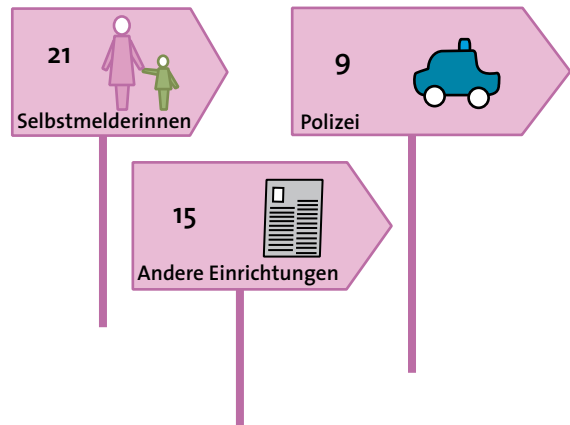 21
Selbstmelderinnen
9
Polizei
15
Andere Einrichtungen